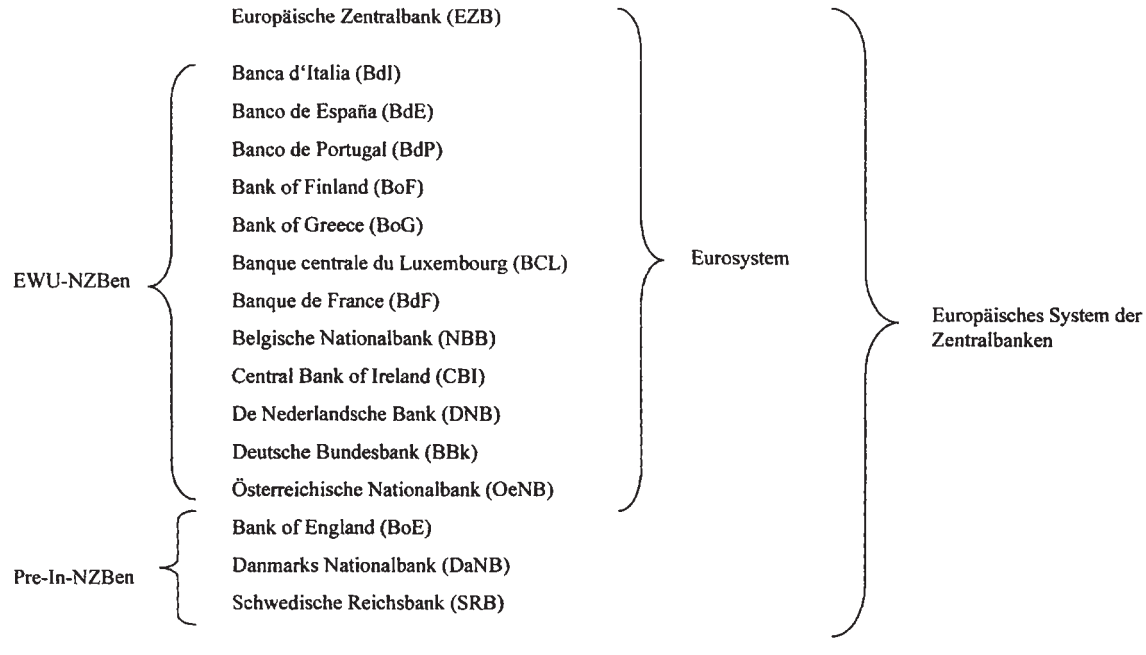 Europäische Zentralbank (EZB)
Banca d‘Italia (BdI)
Banco de España (BdE)
Banco de Portugal (BdP)
Bank of Finland (BoF)
Bank of Greece (BoG)
Banque centrale du Luxembourg (BCL)
Banque de France (BdF)
Belgische Nationalbank (NBB)
Central Bank of Ireland (CBI)
De Nederlandsche Bank (DNB)
Deutsche Bundesbank (BBk)
Österreichische Nationalbank (OeNB)
EWU-NZBen
Bank of England (BoE)
Danmarks Nationalbank (DaNB)
Schwedische Reichsbank (SRB)
Pre-In-NZBen
Eurosystem
Europäisches System der
Zentralbanken